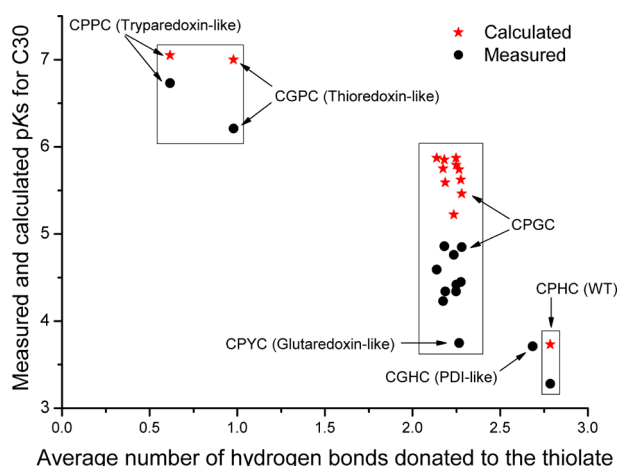 CPPC (Tryparedoxin-like)
Calculated
Measured
CGPC (Thioredoxin-like)
CPGC
CPHC (WT)
CPYC (Glutaredoxin-like)
CGHC (PDI-like)
Measured and calculated pKs for C30
7
6
5
4
3
0.0 0.5 1.0 1.5 2.0 2.5 3.0
Average number of hydrogen bonds donated to the thiolate